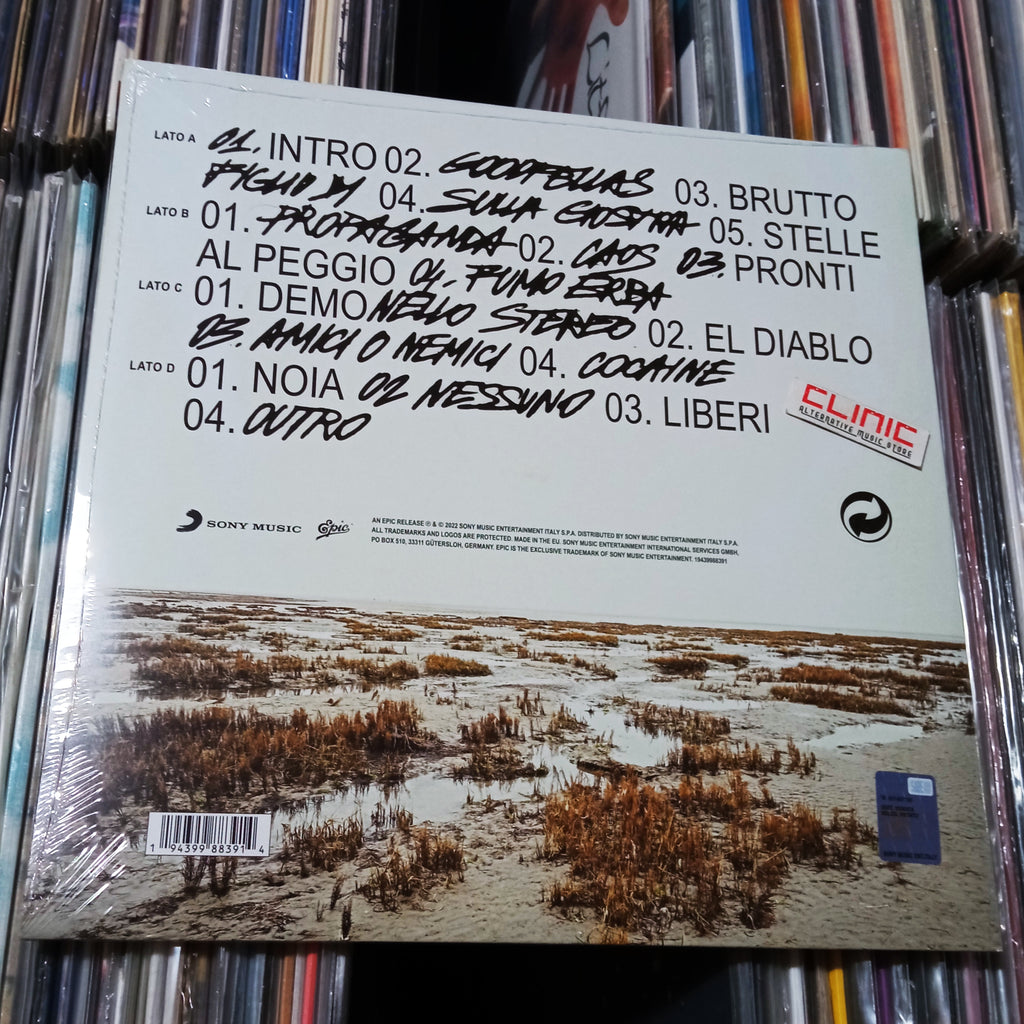 LATO A 01. INTRO 02. GOODFELLAS 03. BRUTTO
FIGLIO DI 04. SULLA GIOSTRA 05. STELLE
LATO B 01. PROPAGANDA 02. CAOS 03. PRONTI
AL PEGGIO 04. FUMO ERBA
LATO C 01. DEMONELLO STEREO 02. EL DIABLO
03. AMICI O NEMICI 04. COCAINE
LATO D 01. NOIA 02 NESSUNO 03. LIBERI
04. OUTRO
CLINIC
ALTERNATIVE MUSIC STORE
SONY MUSIC Epic
AN EPIC RELEASE ℗ & © 2022 SONY MUSIC ENTERTAINMENT ITALY S.P.A. DISTRIBUTED BY SONY MUSIC ENTERTAINMENT ITALY S.P.A.
ALL TRADEMARKS AND LOGOS ARE PROTECTED. MADE IN THE EU. SONY MUSIC ENTERTAINMENT INTERNATIONAL SERVICES GMBH,
PO BOX 510, 33311 GÜTERSLOH, GERMANY. EPIC IS THE EXCLUSIVE TRADEMARK OF SONY MUSIC ENTERTAINMENT. 19439988391
1 94399 88391 4